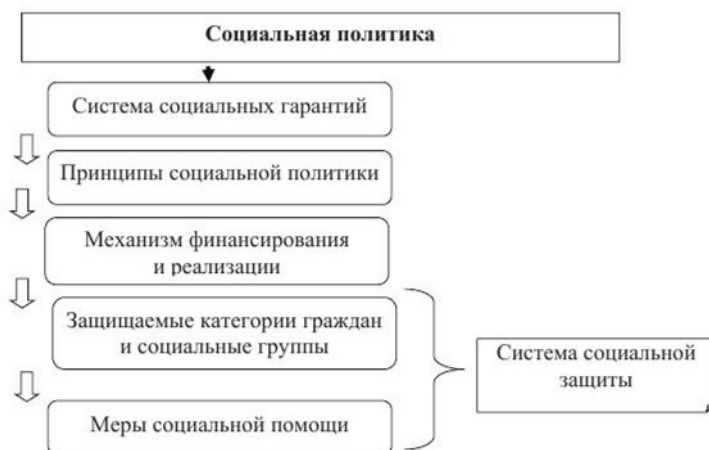 Социальная политика
Система социальных гарантий
Принципы социальной политики
Механизм финансирования
и реализации
Защищаемые категории граждан
и социальные группы
Система социальной
защиты
Меры социальной помощи